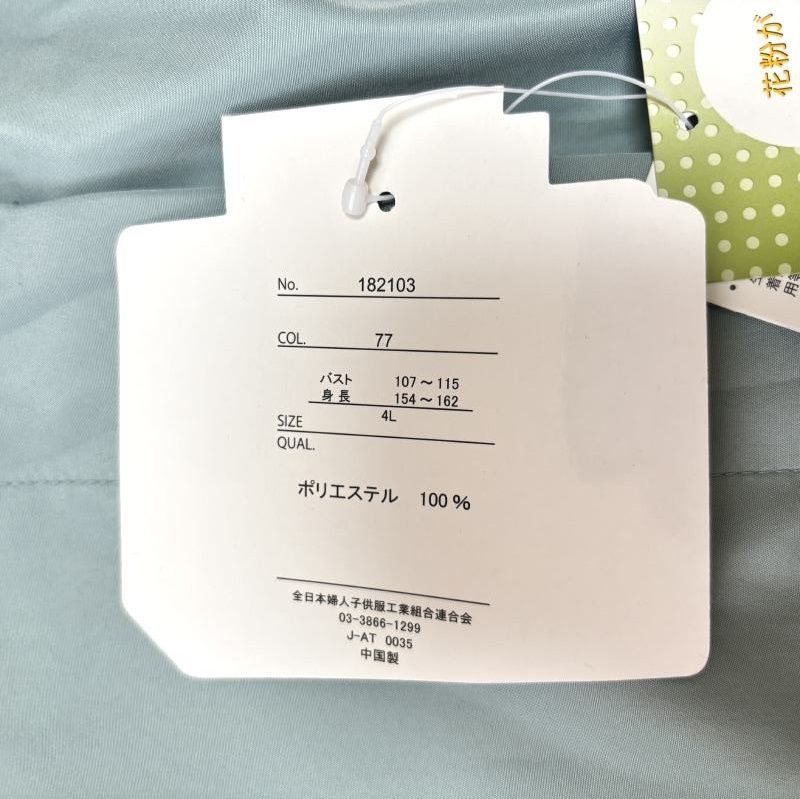 花粉が
No. 182103
COL. 77
バスト 107～115
身長 154～162
SIZE 4L
QUAL.
ポリエステル 100%
全日本婦人子供服工業組合連合会
03-3866-1299
J-AT 0035
中国製